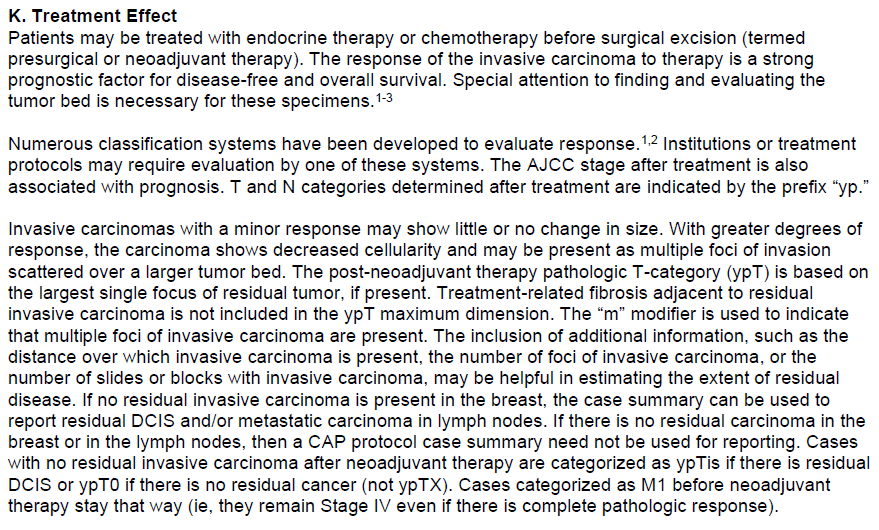 K. Treatment Effect
Patients may be treated with endocrine therapy or chemotherapy before surgical excision (termed
presurgical or neoadjuvant therapy). The response of the invasive carcinoma to therapy is a strong
prognostic factor for disease-free and overall survival. Special attention to finding and evaluating the
tumor bed is necessary for these specimens.1-3

Numerous classification systems have been developed to evaluate response.1,2 Institutions or treatment
protocols may require evaluation by one of these systems. The AJCC stage after treatment is also
associated with prognosis. T and N categories determined after treatment are indicated by the prefix “yp.”

Invasive carcinomas with a minor response may show little or no change in size. With greater degrees of
response, the carcinoma shows decreased cellularity and may be present as multiple foci of invasion
scattered over a larger tumor bed. The post-neoadjuvant therapy pathologic T-category (ypT) is based on
the largest single focus of residual tumor, if present. Treatment-related fibrosis adjacent to residual
invasive carcinoma is not included in the ypT maximum dimension. The “m” modifier is used to indicate
that multiple foci of invasive carcinoma are present. The inclusion of additional information, such as the
distance over which invasive carcinoma is present, the number of foci of invasive carcinoma, or the
number of slides or blocks with invasive carcinoma, may be helpful in estimating the extent of residual
disease. If no residual invasive carcinoma is present in the breast, the case summary can be used to
report residual DCIS and/or metastatic carcinoma in lymph nodes. If there is no residual carcinoma in the
breast or in the lymph nodes, then a CAP protocol case summary need not be used for reporting. Cases
with no residual invasive carcinoma after neoadjuvant therapy are categorized as ypTis if there is residual
DCIS or ypT0 if there is no residual cancer (not ypTX). Cases categorized as M1 before neoadjuvant
therapy stay that way (ie, they remain Stage IV even if there is complete pathologic response).